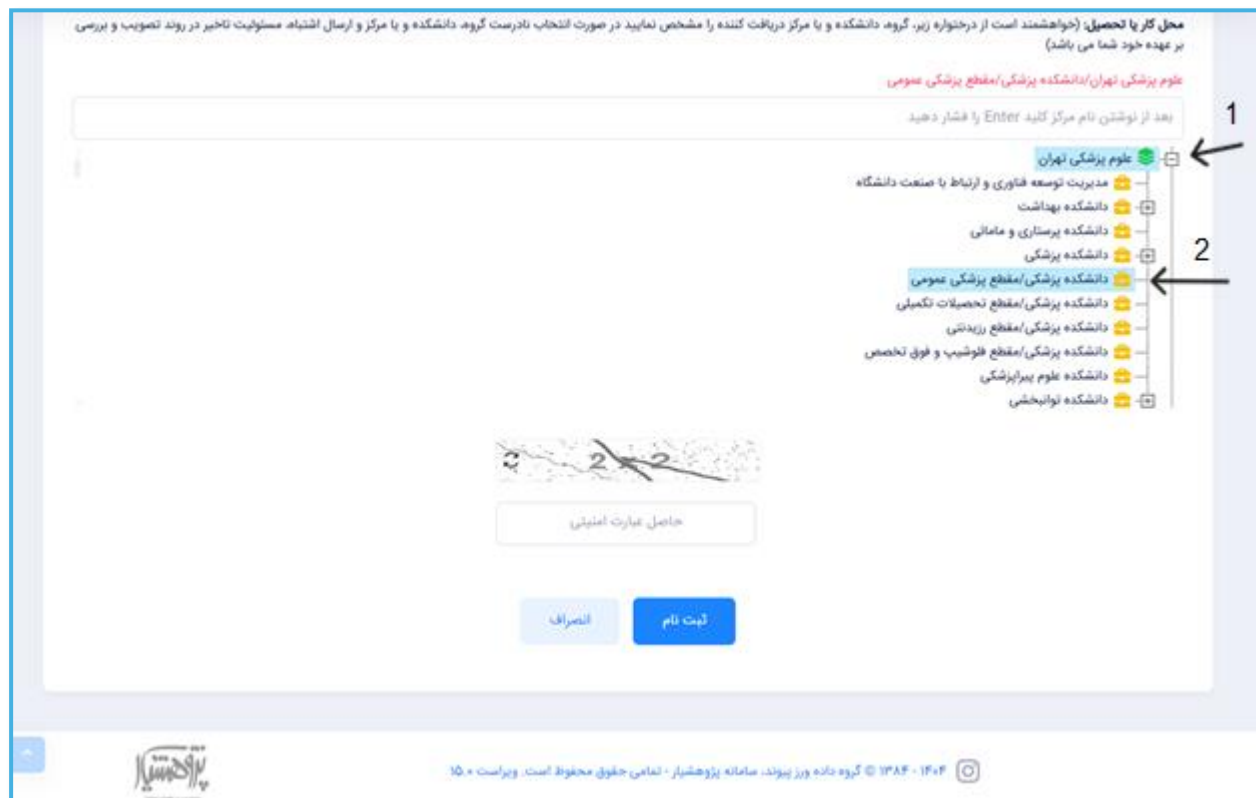 محل کار یا تحصیل: (خواهشمند است از درختواره زیر، گروه، دانشکده و یا مرکز دریافت کننده را مشخص نمایید در صورت انتخاب نادرست گروه، دانشکده و یا مرکز و ارسال اشتباه، مسئولیت تاخیر در روند تصویب و بررسی
بر عهده خود شما می باشد)
علوم پزشکی تهران/دانشکده پزشکی/مقطع پزشکی عمومی
بعد از نوشتن نام مرکز کلید Enter را فشار دهید
1
علوم پزشکی تهران
مدیریت توسعه فناوری و ارتباط با صنعت دانشگاه
دانشکده بهداشت
دانشکده پرستاری و مامائی
دانشکده پزشکی
2
دانشکده پزشکی/مقطع پزشکی عمومی
دانشکده پزشکی/مقطع تحصیلات تکمیلی
دانشکده پزشکی/مقطع رزیدنتی
دانشکده پزشکی/مقطع فلوشیپ و فوق تخصص
دانشکده علوم پیراپزشکی
دانشکده توانبخشی
2 x 2
حاصل عبارت امنیتی
ثبت نام
انصراف
۱۴۰۴ - ۱۳۸۴ © گروه داده ورز پیوند، سامانه پژوهشیار - تمامی حقوق محفوظ است. ویراست ۱۵.۰
پژوهشیار